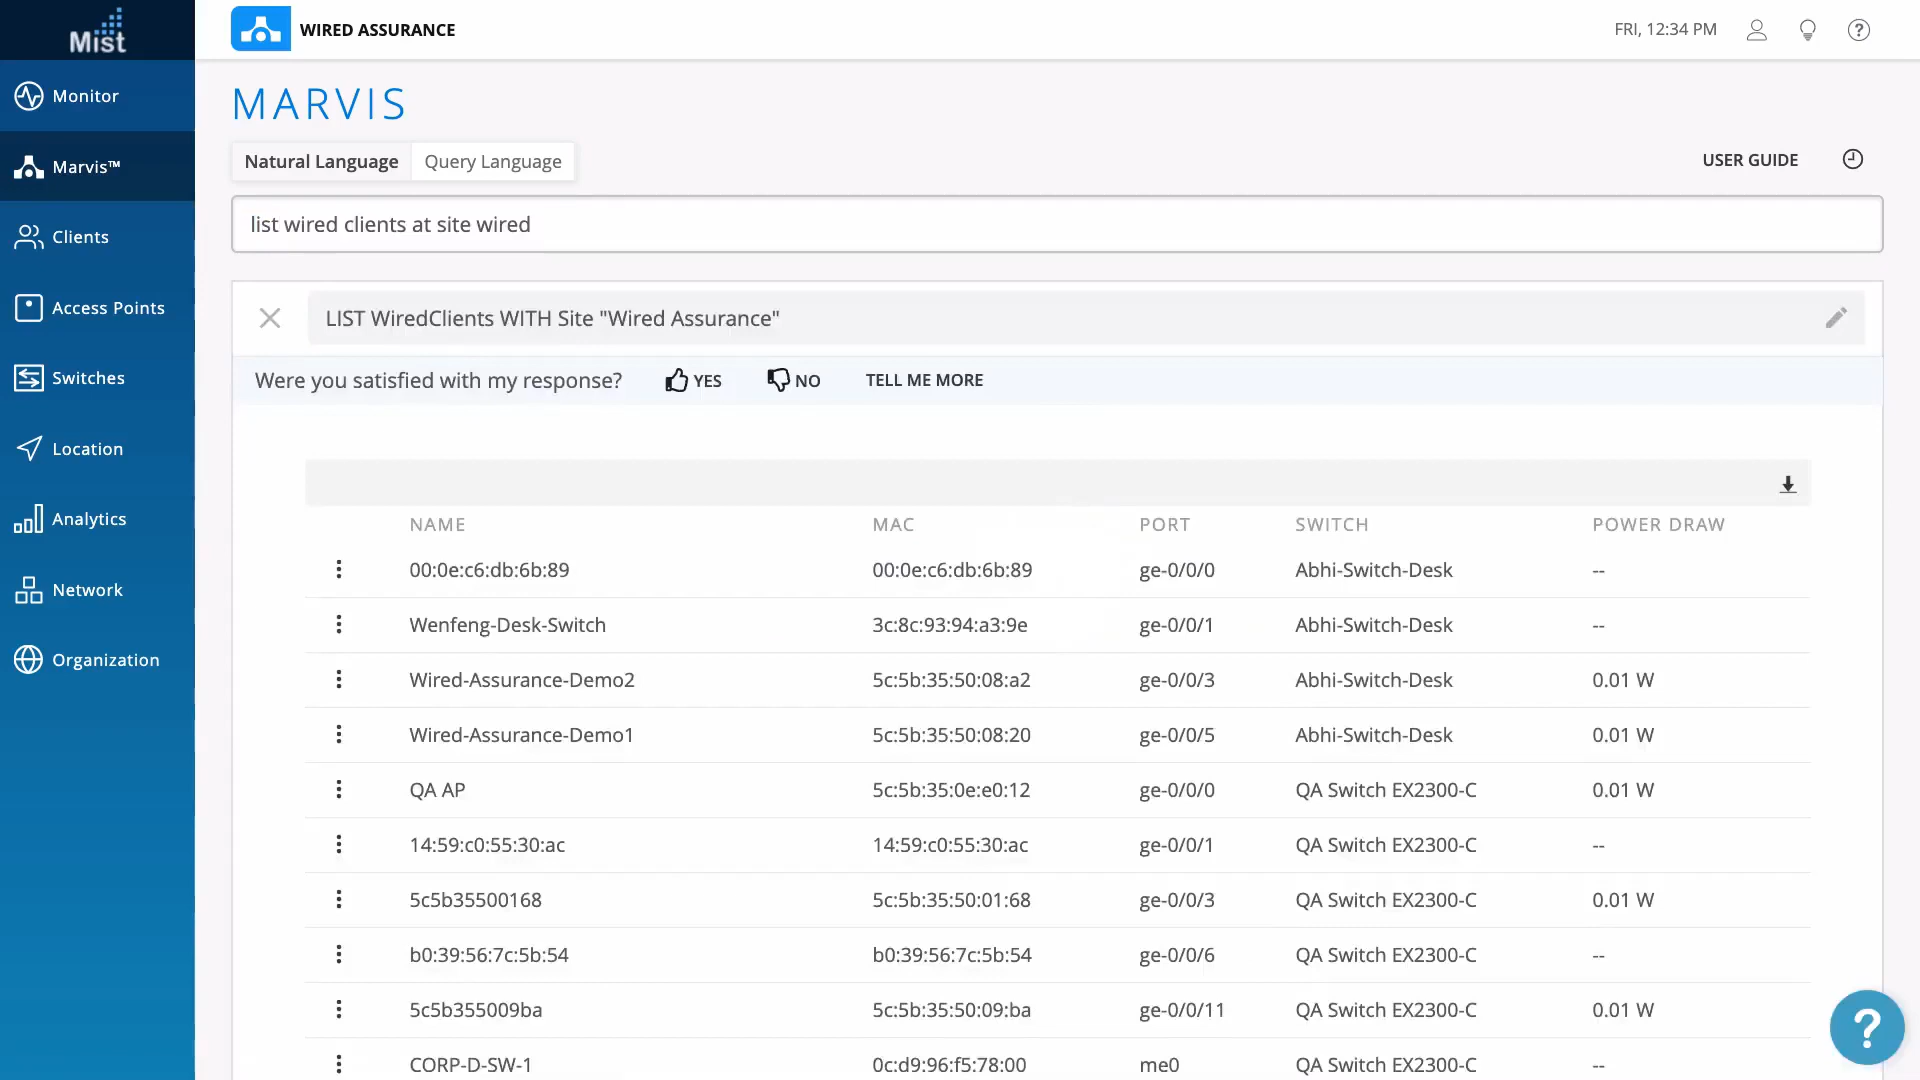 Mist
WIRED ASSURANCE
FRI, 12:34 PM
?
Monitor
Marvis™
Clients
Access Points
Switches
Location
Analytics
Network
Organization
MARVIS
Natural Language Query Language
USER GUIDE
list wired clients at site wired
LIST WiredClients WITH Site "Wired Assurance"
Were you satisfied with my response? YES NO TELL ME MORE
NAME MAC PORT SWITCH POWER DRAW
00:0e:c6:db:6b:89 00:0e:c6:db:6b:89 ge-0/0/0 Abhi-Switch-Desk --
Wenfeng-Desk-Switch 3c:8c:93:94:a3:9e ge-0/0/1 Abhi-Switch-Desk --
Wired-Assurance-Demo2 5c:5b:35:50:08:a2 ge-0/0/3 Abhi-Switch-Desk 0.01 W
Wired-Assurance-Demo1 5c:5b:35:50:08:20 ge-0/0/5 Abhi-Switch-Desk 0.01 W
QA AP 5c:5b:35:0e:e0:12 ge-0/0/0 QA Switch EX2300-C 0.01 W
14:59:c0:55:30:ac 14:59:c0:55:30:ac ge-0/0/1 QA Switch EX2300-C --
5c5b35500168 5c:5b:35:50:01:68 ge-0/0/3 QA Switch EX2300-C 0.01 W
b0:39:56:7c:5b:54 b0:39:56:7c:5b:54 ge-0/0/6 QA Switch EX2300-C --
5c5b355009ba 5c:5b:35:50:09:ba ge-0/0/11 QA Switch EX2300-C 0.01 W
CORP-D-SW-1 0c:d9:96:f5:78:00 me0 QA Switch EX2300-C --
?